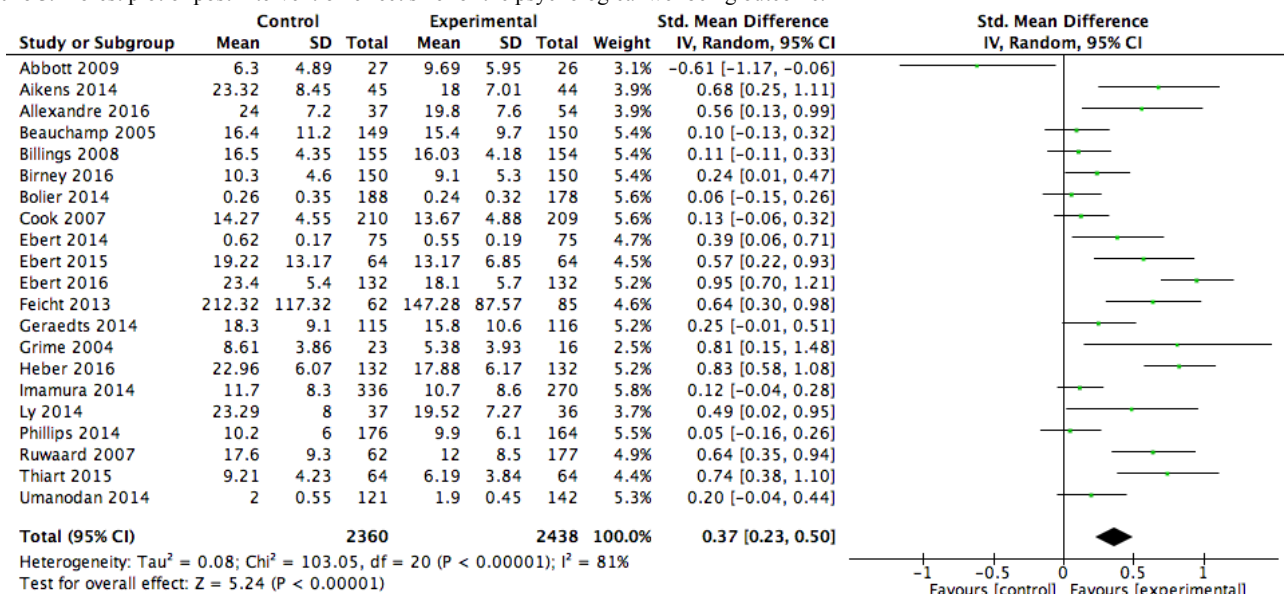 Control Experimental Std. Mean Difference Std. Mean Difference
Study or Subgroup Mean SD Total Mean SD Total Weight IV, Random, 95% CI IV, Random, 95% CI
Abbott 2009 6.3 4.89 27 9.69 5.95 26 3.1% -0.61 [-1.17, -0.06]
Aikens 2014 23.32 8.45 45 18 7.01 44 3.9% 0.68 [0.25, 1.11]
Allexandre 2016 24 7.2 37 19.8 7.6 54 3.9% 0.56 [0.13, 0.99]
Beauchamp 2005 16.4 11.2 149 15.4 9.7 150 5.4% 0.10 [-0.13, 0.32]
Billings 2008 16.5 4.35 155 16.03 4.18 154 5.4% 0.11 [-0.11, 0.33]
Birney 2016 10.3 4.6 150 9.1 5.3 150 5.4% 0.24 [0.01, 0.47]
Bolier 2014 0.26 0.35 188 0.24 0.32 178 5.5% 0.06 [-0.15, 0.26]
Cook 2007 14.27 4.55 210 13.67 4.88 209 5.6% 0.13 [-0.06, 0.32]
Ebert 2014 0.62 0.17 75 0.55 0.19 75 4.7% 0.39 [0.06, 0.71]
Ebert 2015 19.22 13.17 64 13.17 6.85 64 4.5% 0.57 [0.22, 0.93]
Ebert 2016 23.4 5.4 132 18.1 5.7 132 5.2% 0.95 [0.70, 1.21]
Feicht 2013 212.32 117.32 62 147.28 87.57 85 4.6% 0.64 [0.30, 0.98]
Geraedts 2014 18.3 9.1 115 15.8 10.6 116 5.2% 0.25 [-0.01, 0.51]
Grime 2004 8.61 3.86 23 5.38 3.93 16 2.5% 0.81 [0.15, 1.48]
Heber 2016 22.96 6.07 132 17.88 6.17 132 5.2% 0.83 [0.58, 1.08]
Imamura 2014 11.7 8.3 336 10.7 8.6 270 5.8% 0.12 [-0.04, 0.28]
Ly 2014 23.29 8 37 19.52 7.27 36 3.7% 0.49 [0.02, 0.95]
Phillips 2014 10.2 6 176 9.9 6.1 164 5.5% 0.05 [-0.16, 0.26]
Ruwaard 2007 17.6 9.3 62 12 8.5 177 4.9% 0.64 [0.35, 0.94]
Thiart 2015 9.21 4.23 64 6.19 3.84 64 4.4% 0.74 [0.38, 1.10]
Umanodan 2014 2 0.55 121 1.9 0.45 142 5.3% 0.20 [-0.04, 0.44]
Total (95% CI) 2360 2438 100.0% 0.37 [0.23, 0.50]
Heterogeneity: Tau² = 0.08; Chi² = 103.05, df = 20 (P < 0.00001); I² = 81%
Test for overall effect: Z = 5.24 (P < 0.00001)
-1 -0.5 0 0.5 1
Favours [control] Favours [experimental]